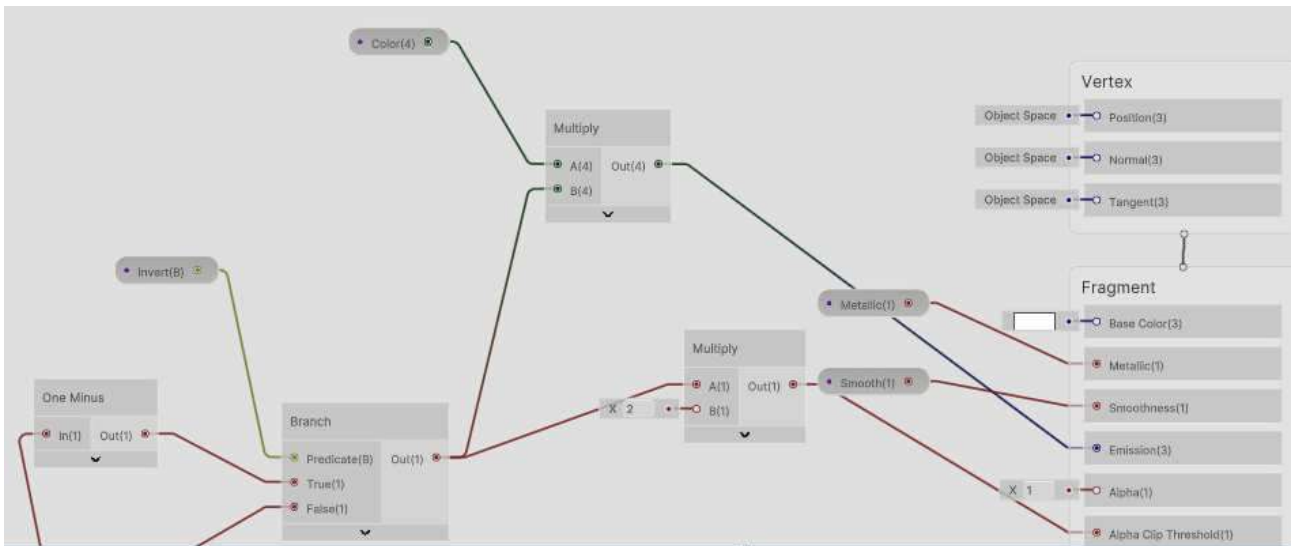 Color(4)
Multiply
A(4) Out(4)
B(4)
Invert(B)
One Minus
In(1) Out(1)
Branch
Predicate(B) Out(1)
True(1)
False(1)
Multiply
A(1) Out(1)
X 2 B(1)
Metallic(1)
Smooth(1)
Vertex
Object Space Position(3)
Object Space Normal(3)
Object Space Tangent(3)
Fragment
Base Color(3)
Metallic(1)
Smoothness(1)
Emission(3)
X 1 Alpha(1)
Alpha Clip Threshold(1)